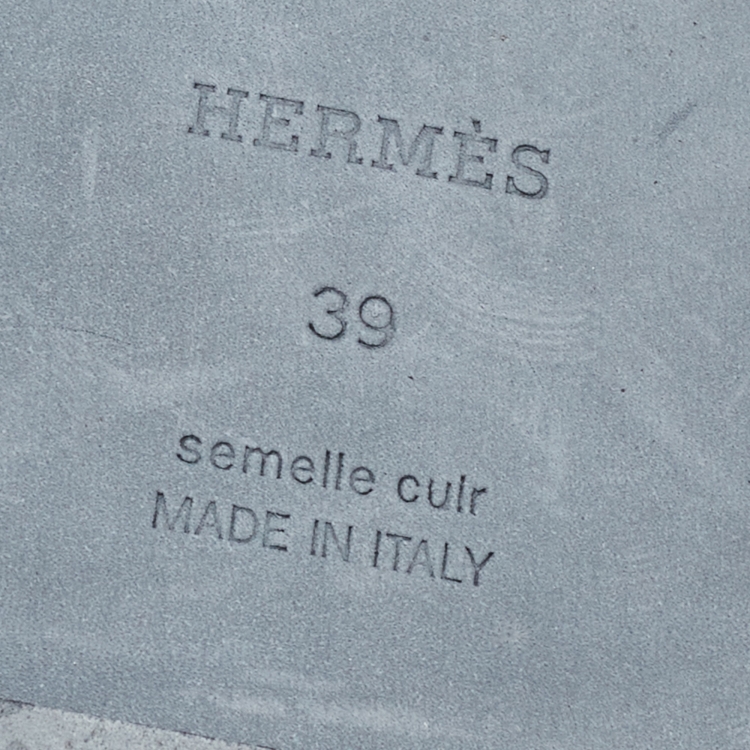 HERMÈS
39
semelle cuir
MADE IN ITALY